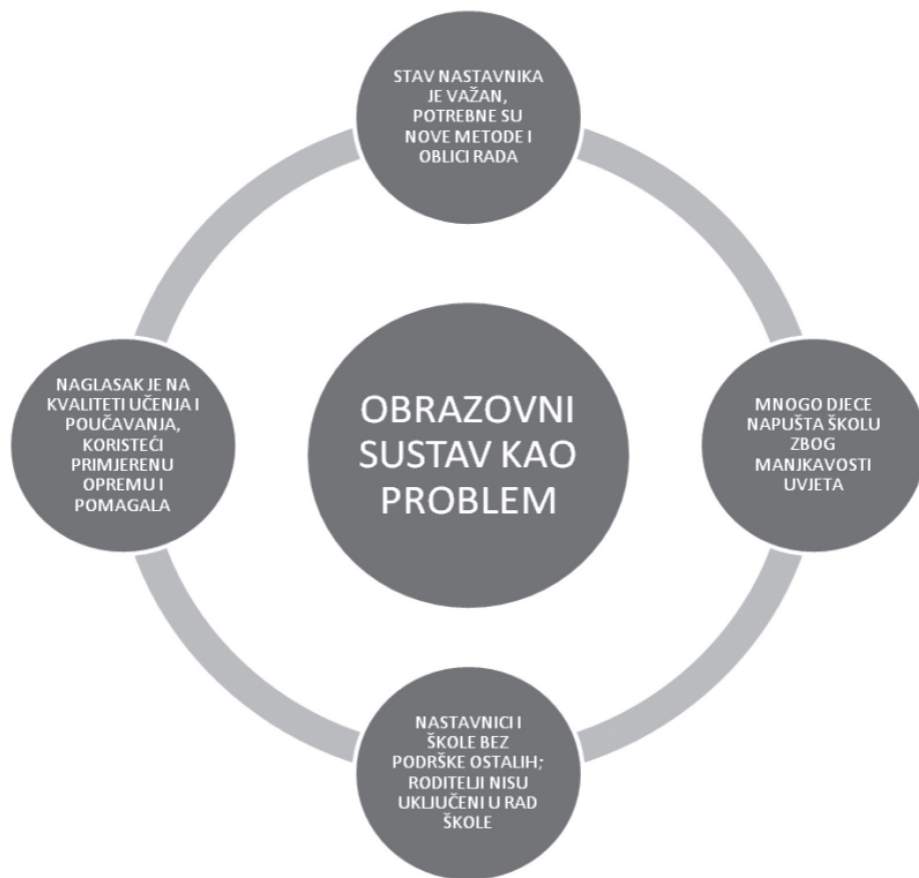 STAV NASTAVNIKA
JE VAŽAN,
POTREBNE SU
NOVE METODE I
OBLICI RADA
NAGLASAK JE NA
KVALITETI UČENJA I
POUČAVANJA,
KORISTEĆI
PRIMJERENU
OPREMU I
POMAGALA
OBRAZOVNI
SUSTAV KAO
PROBLEM
MNOGO DJECE
NAPUŠTA ŠKOLU
ZBOG
MANJKAVOSTI
UVJETA
NASTAVNICI I
ŠKOLE BEZ
PODRŠKE OSTALIH;
RODITELJI NISU
UKLJUČENI U RAD
ŠKOLE